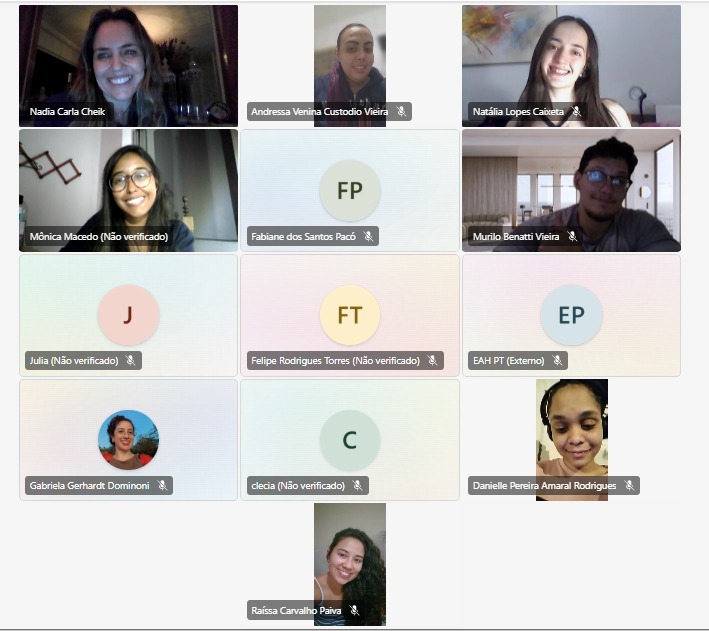 Nadia Carla Cheik
Andressa Venina Custodio Vieira
Natália Lopes Caixeta
Mônica Macedo (Não verificado)
FP
Fabiane dos Santos Pacó
Murilo Benatti Vieira
J
Julia (Não verificado)
FT
Felipe Rodrigues Torres (Não verificado)
EP
EAH PT (Externo)
Gabriela Gerhardt Dominoni
C
clecia (Não verificado)
Danielle Pereira Amaral Rodrigues
Raíssa Carvalho Paiva